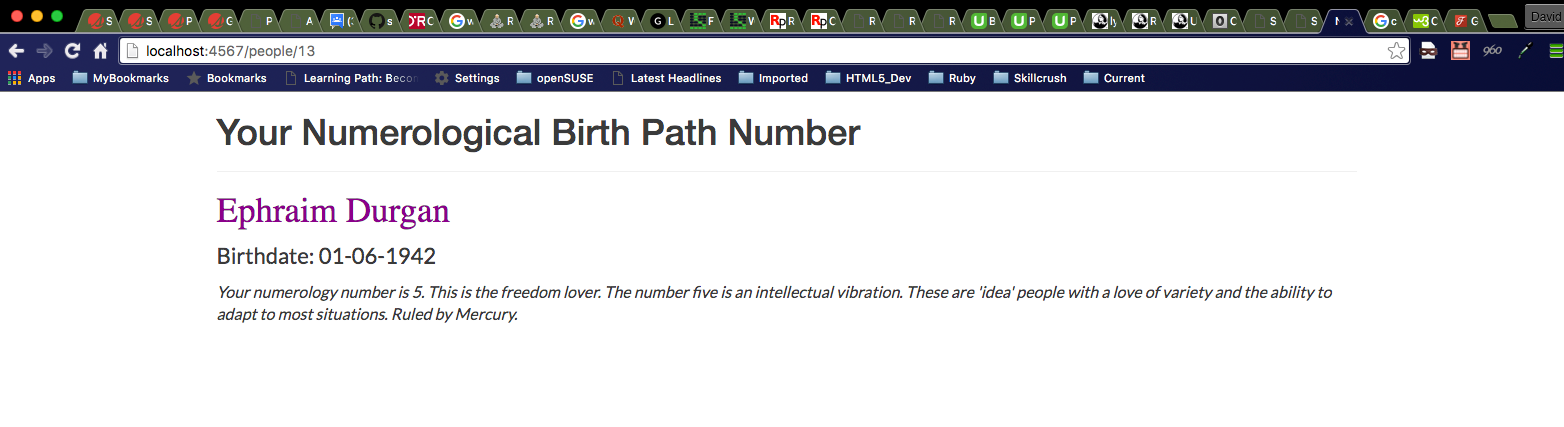 David
localhost:4567/people/13
Apps MyBookmarks Bookmarks Learning Path: Becon Settings openSUSE Latest Headlines Imported HTML5_Dev Ruby Skillcrush Current
960
Your Numerological Birth Path Number
Ephraim Durgan
Birthdate: 01-06-1942
Your numerology number is 5. This is the freedom lover. The number five is an intellectual vibration. These are 'idea' people with a love of variety and the ability to
adapt to most situations. Ruled by Mercury.